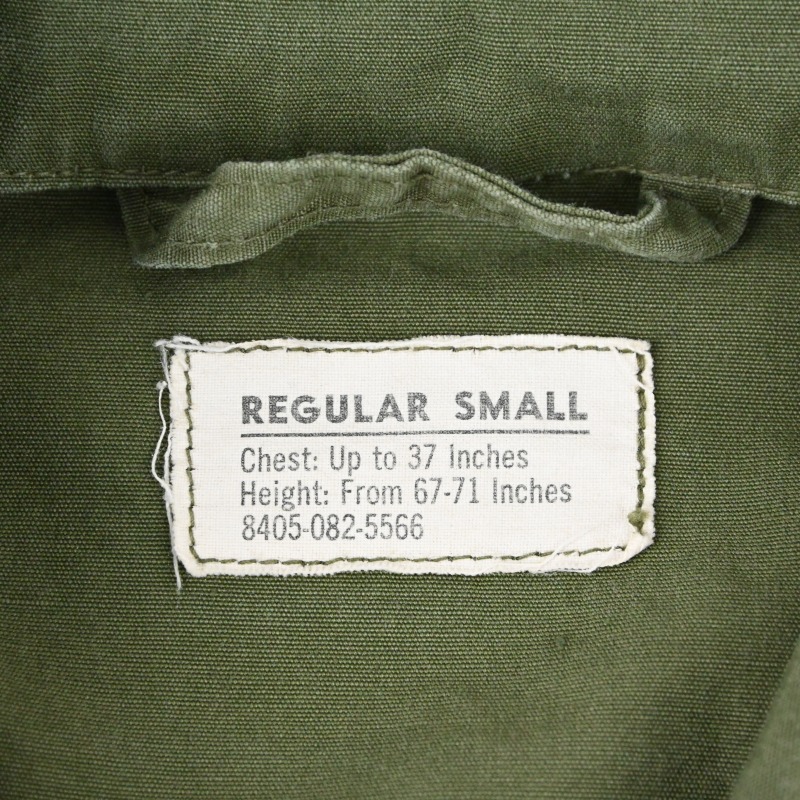 REGULAR SMALL
Chest: Up to 37 Inches
Height: From 67-71 Inches
8405-082-5566